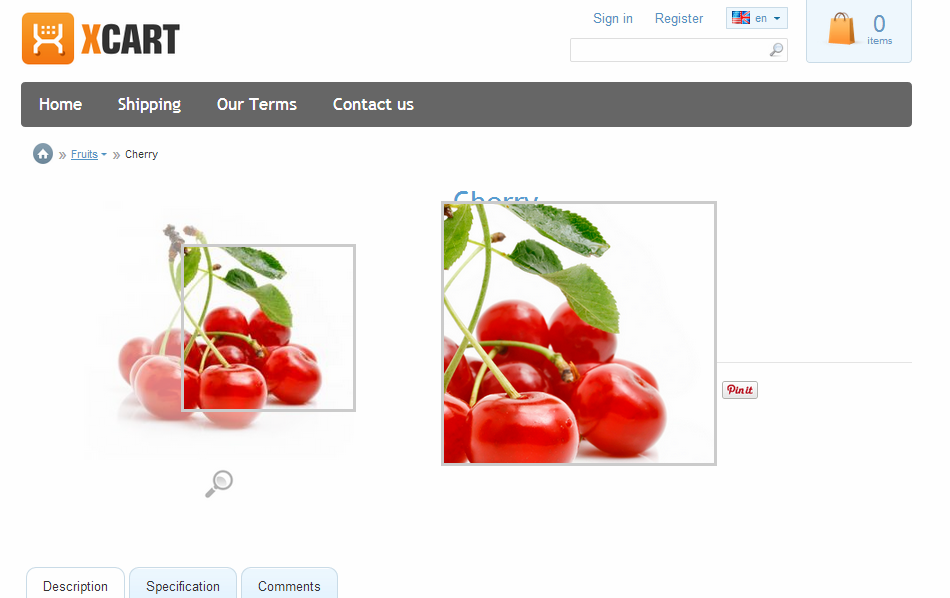 XCART
Sign in
Register
en
0
items
Home
Shipping
Our Terms
Contact us
» Fruits » Cherry
Cherry
Pin it
Description
Specification
Comments